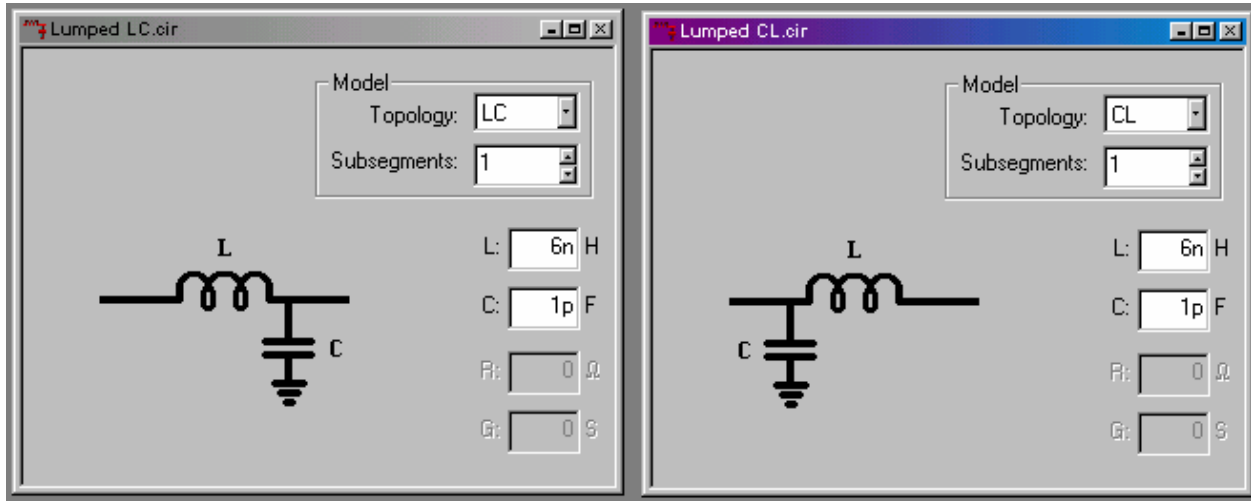 Lumped LC.cir
Model
Topology: LC
Subsegments: 1
L
L: 6n H
C: 1p F
C
R: 0 Ω
G: 0 S
Lumped CL.cir
Model
Topology: CL
Subsegments: 1
L
L: 6n H
C: 1p F
C
R: 0 Ω
G: 0 S